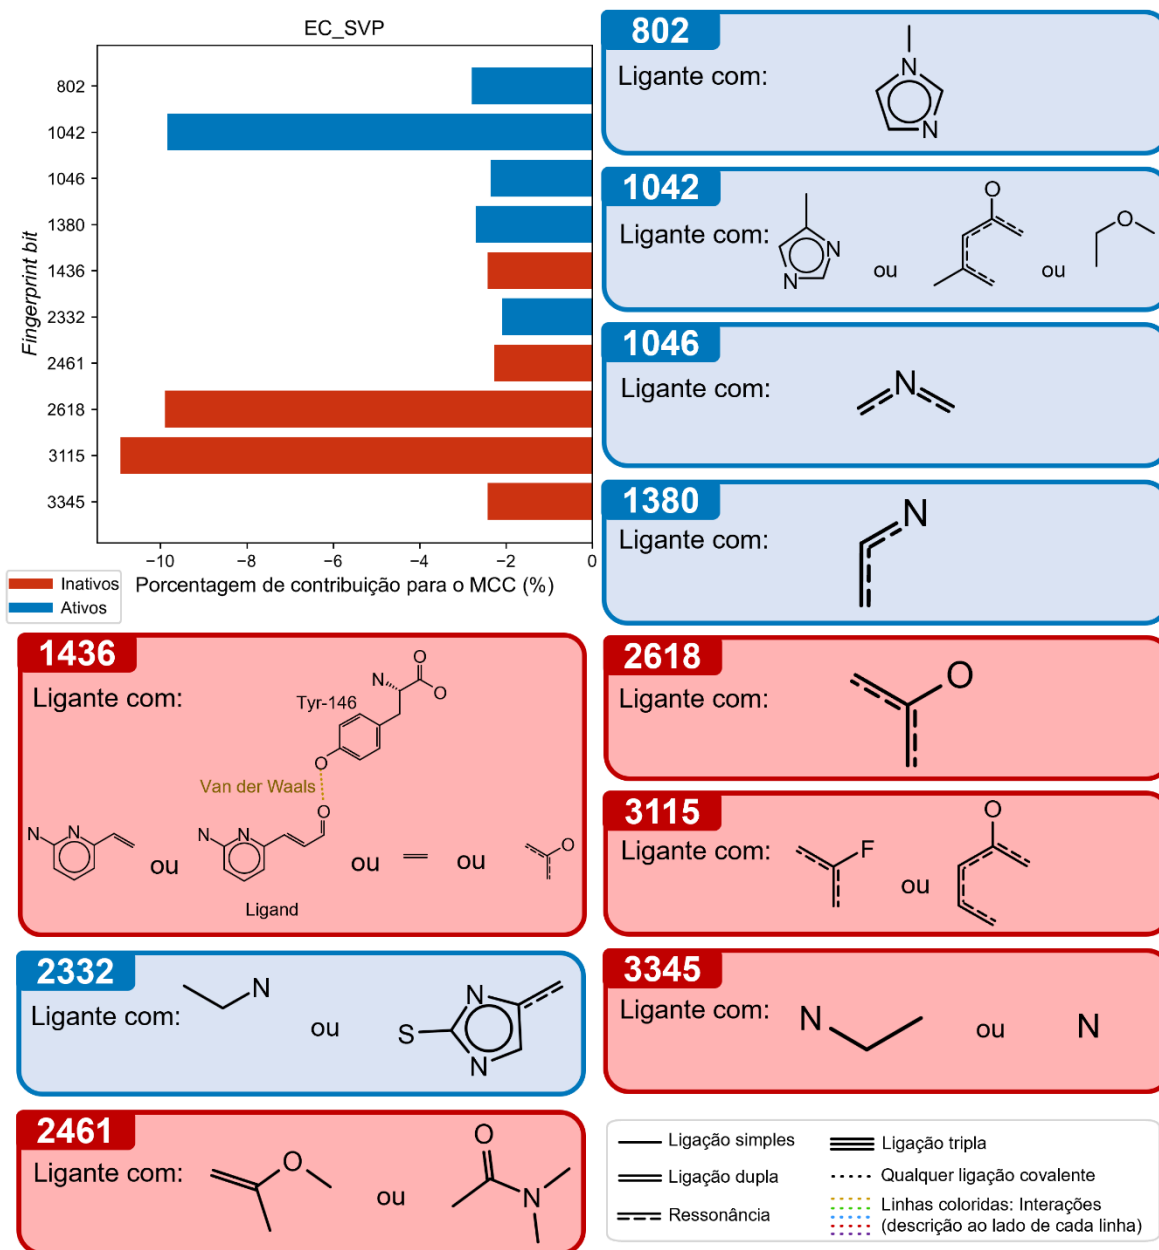 EC_SVP
Fingerprint bit
802
1042
1046
1380
1436
2332
2461
2618
3115
3345
−10
−8
−6
−4
−2
0
Porcentagem de contribuição para o MCC (%)
Inativos
Ativos
802
Ligante com:
N
N
1042
Ligante com:
N
N
ou
O
ou
O
1046
Ligante com:
N
1380
Ligante com:
N
1436
Ligante com:
N
O
O
Tyr-146
O
Van der Waals
O
N
N
ou
N
N
ou
ou
O
Ligand
2618
Ligante com:
O
3115
Ligante com:
F
ou
O
2332
Ligante com:
N
ou
S
N
N
3345
Ligante com:
N
ou
N
2461
Ligante com:
O
ou
O
N
Ligação simples
Ligação dupla
Ressonância
Ligação tripla
Qualquer ligação covalente
Linhas coloridas: Interações
(descrição ao lado de cada linha)